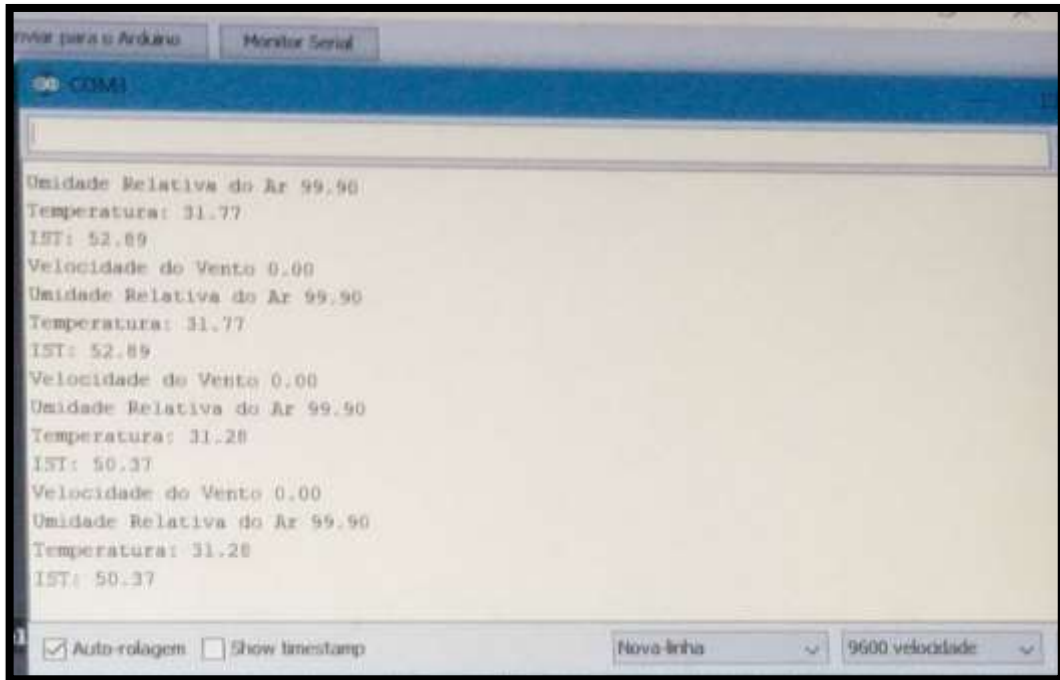 nviar para o Arduino
Monitor Serial
Umidade Relativa do Ar 99.90
Temperatura: 31.77
IST: 52.89
Velocidade do Vento 0.00
Umidade Relativa do Ar 99.90
Temperatura: 31.77
IST: 52.89
Velocidade do Vento 0.00
Umidade Relativa do Ar 99.90
Temperatura: 31.28
IST: 50.37
Velocidade do Vento 0.00
Umidade Relativa do Ar 99.90
Temperatura: 31.28
IST: 50.37
Auto-rolagem
Show timestamp
Nova-linha
9600 velocidade